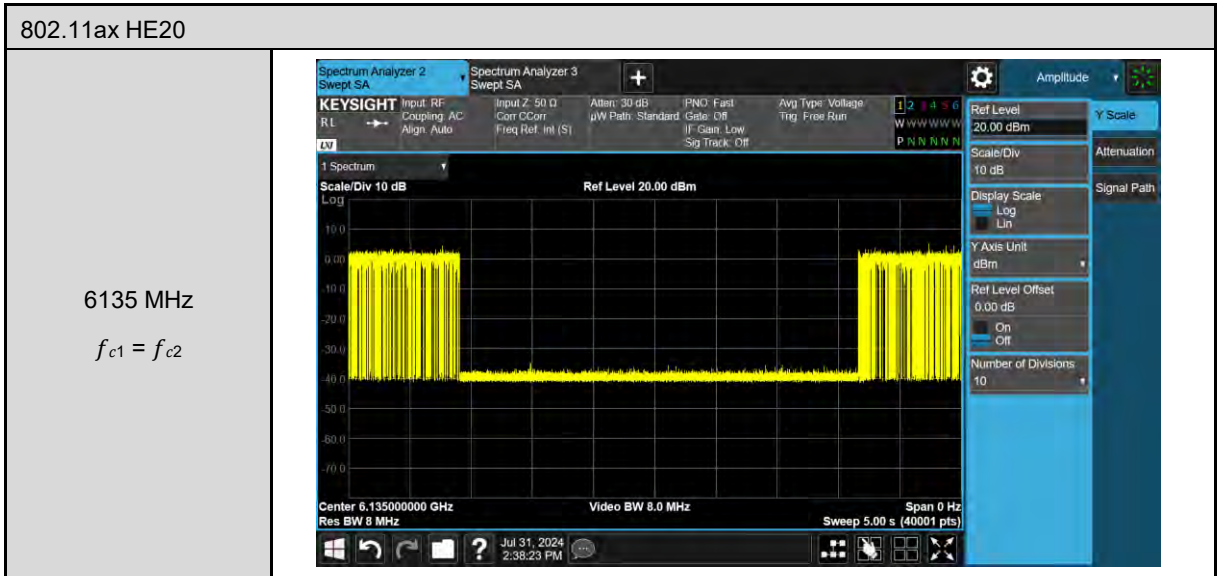 802.11ax HE20
6135 MHz
fc1 = fc2
Spectrum Analyzer 2
Swept SA
Spectrum Analyzer 3
Swept SA
+
Amplitude
KEYSIGHT
RL
LXI
Input: RF
Coupling: AC
Align: Auto
Input Z: 50 Ω
Corr CCorr
Freq Ref: Int (S)
Atten: 30 dB
µW Path: Standard
PNO: Fast
Gate: Off
IF Gain: Low
Sig Track: Off
Avg Type: Voltage
Trig: Free Run
1 2 3 4 5 6
W W W W W W
P N N N N N
1 Spectrum
Scale/Div 10 dB
Ref Level 20.00 dBm
Log
10.0
0.00
-10.0
-20.0
-30.0
-40.0
-50.0
-60.0
-70.0
Center 6.135000000 GHz
Res BW 8 MHz
Video BW 8.0 MHz
Span 0 Hz
Sweep 5.00 s (40001 pts)
Ref Level
20.00 dBm
Scale/Div
10 dB
Display Scale
Log
Lin
Y Axis Unit
dBm
Ref Level Offset
0.00 dB
On
Off
Number of Divisions
10
Y Scale
Attenuation
Signal Path
?
Jul 31, 2024
2:38:23 PM